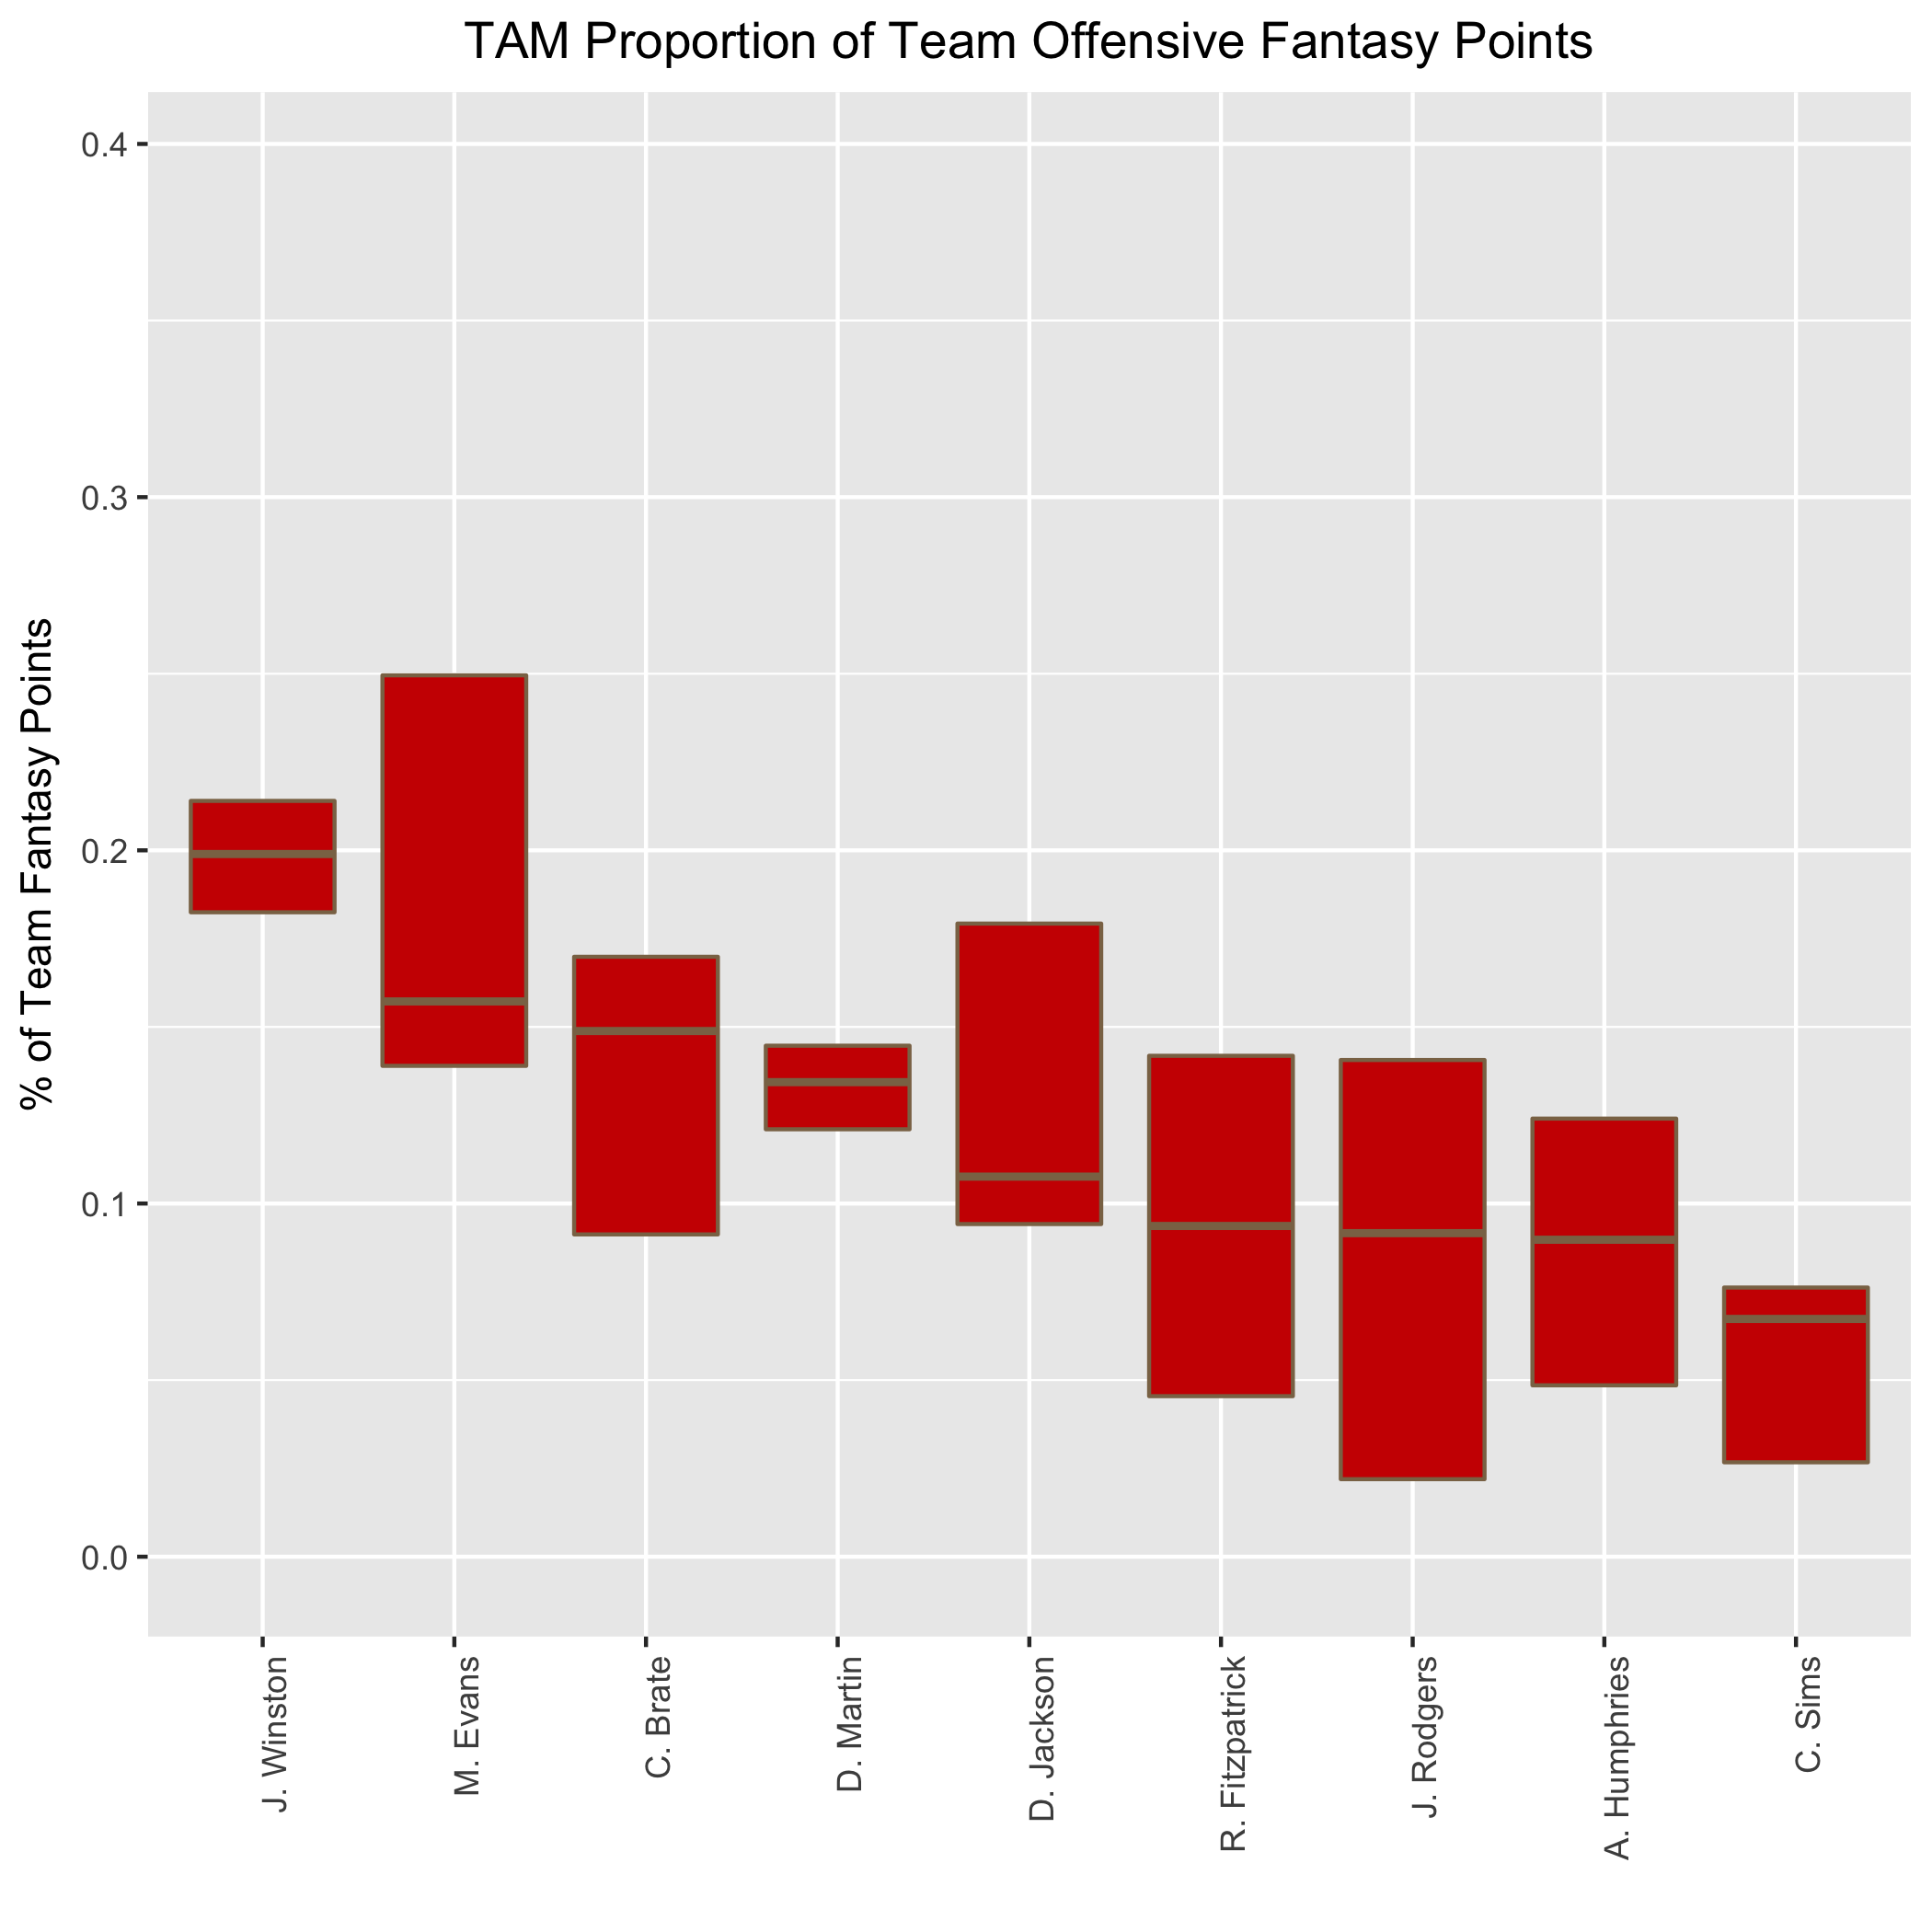 TAM Proportion of Team Offensive Fantasy Points
% of Team Fantasy Points
0.4
0.3
0.2
0.1
0.0
J. Winston
M. Evans
C. Brate
D. Martin
D. Jackson
R. Fitzpatrick
J. Rodgers
A. Humphries
C. Sims